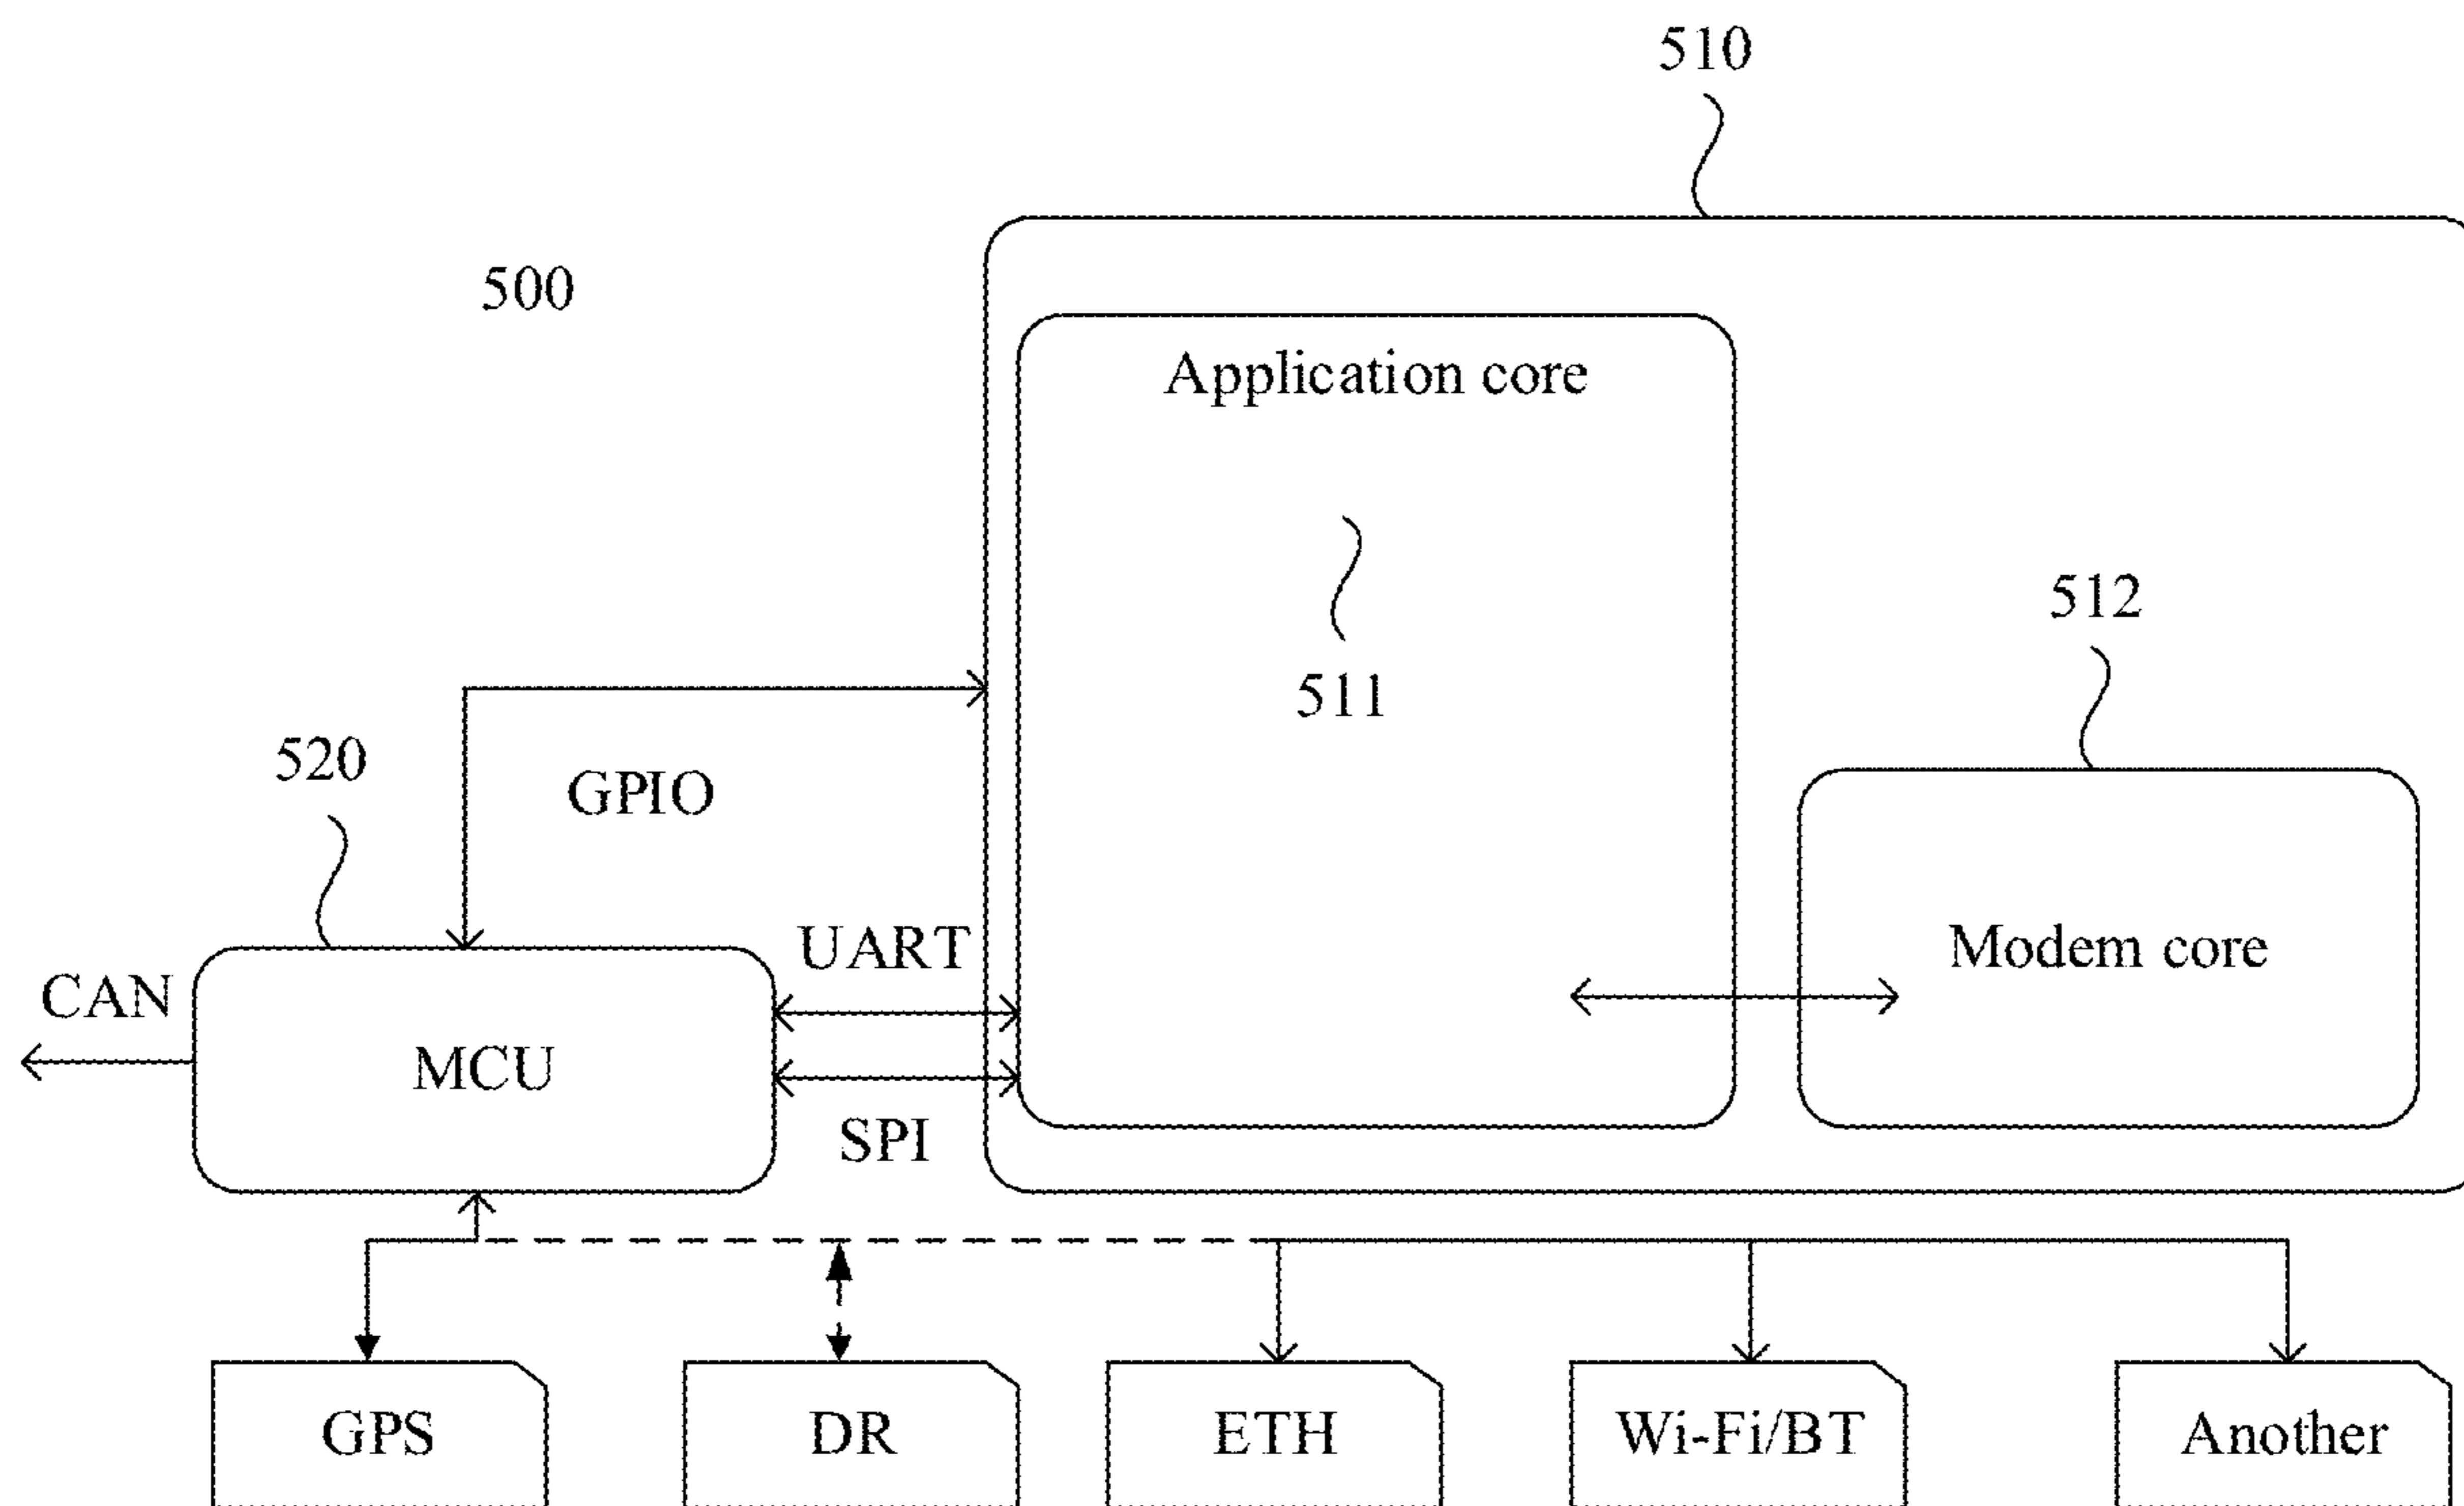 510
500
Application core
512
511
520
GPIO
UART
Modem core
CAN
MCU
SPI
GPS
DR
ETH
Wi-Fi/BT
Another